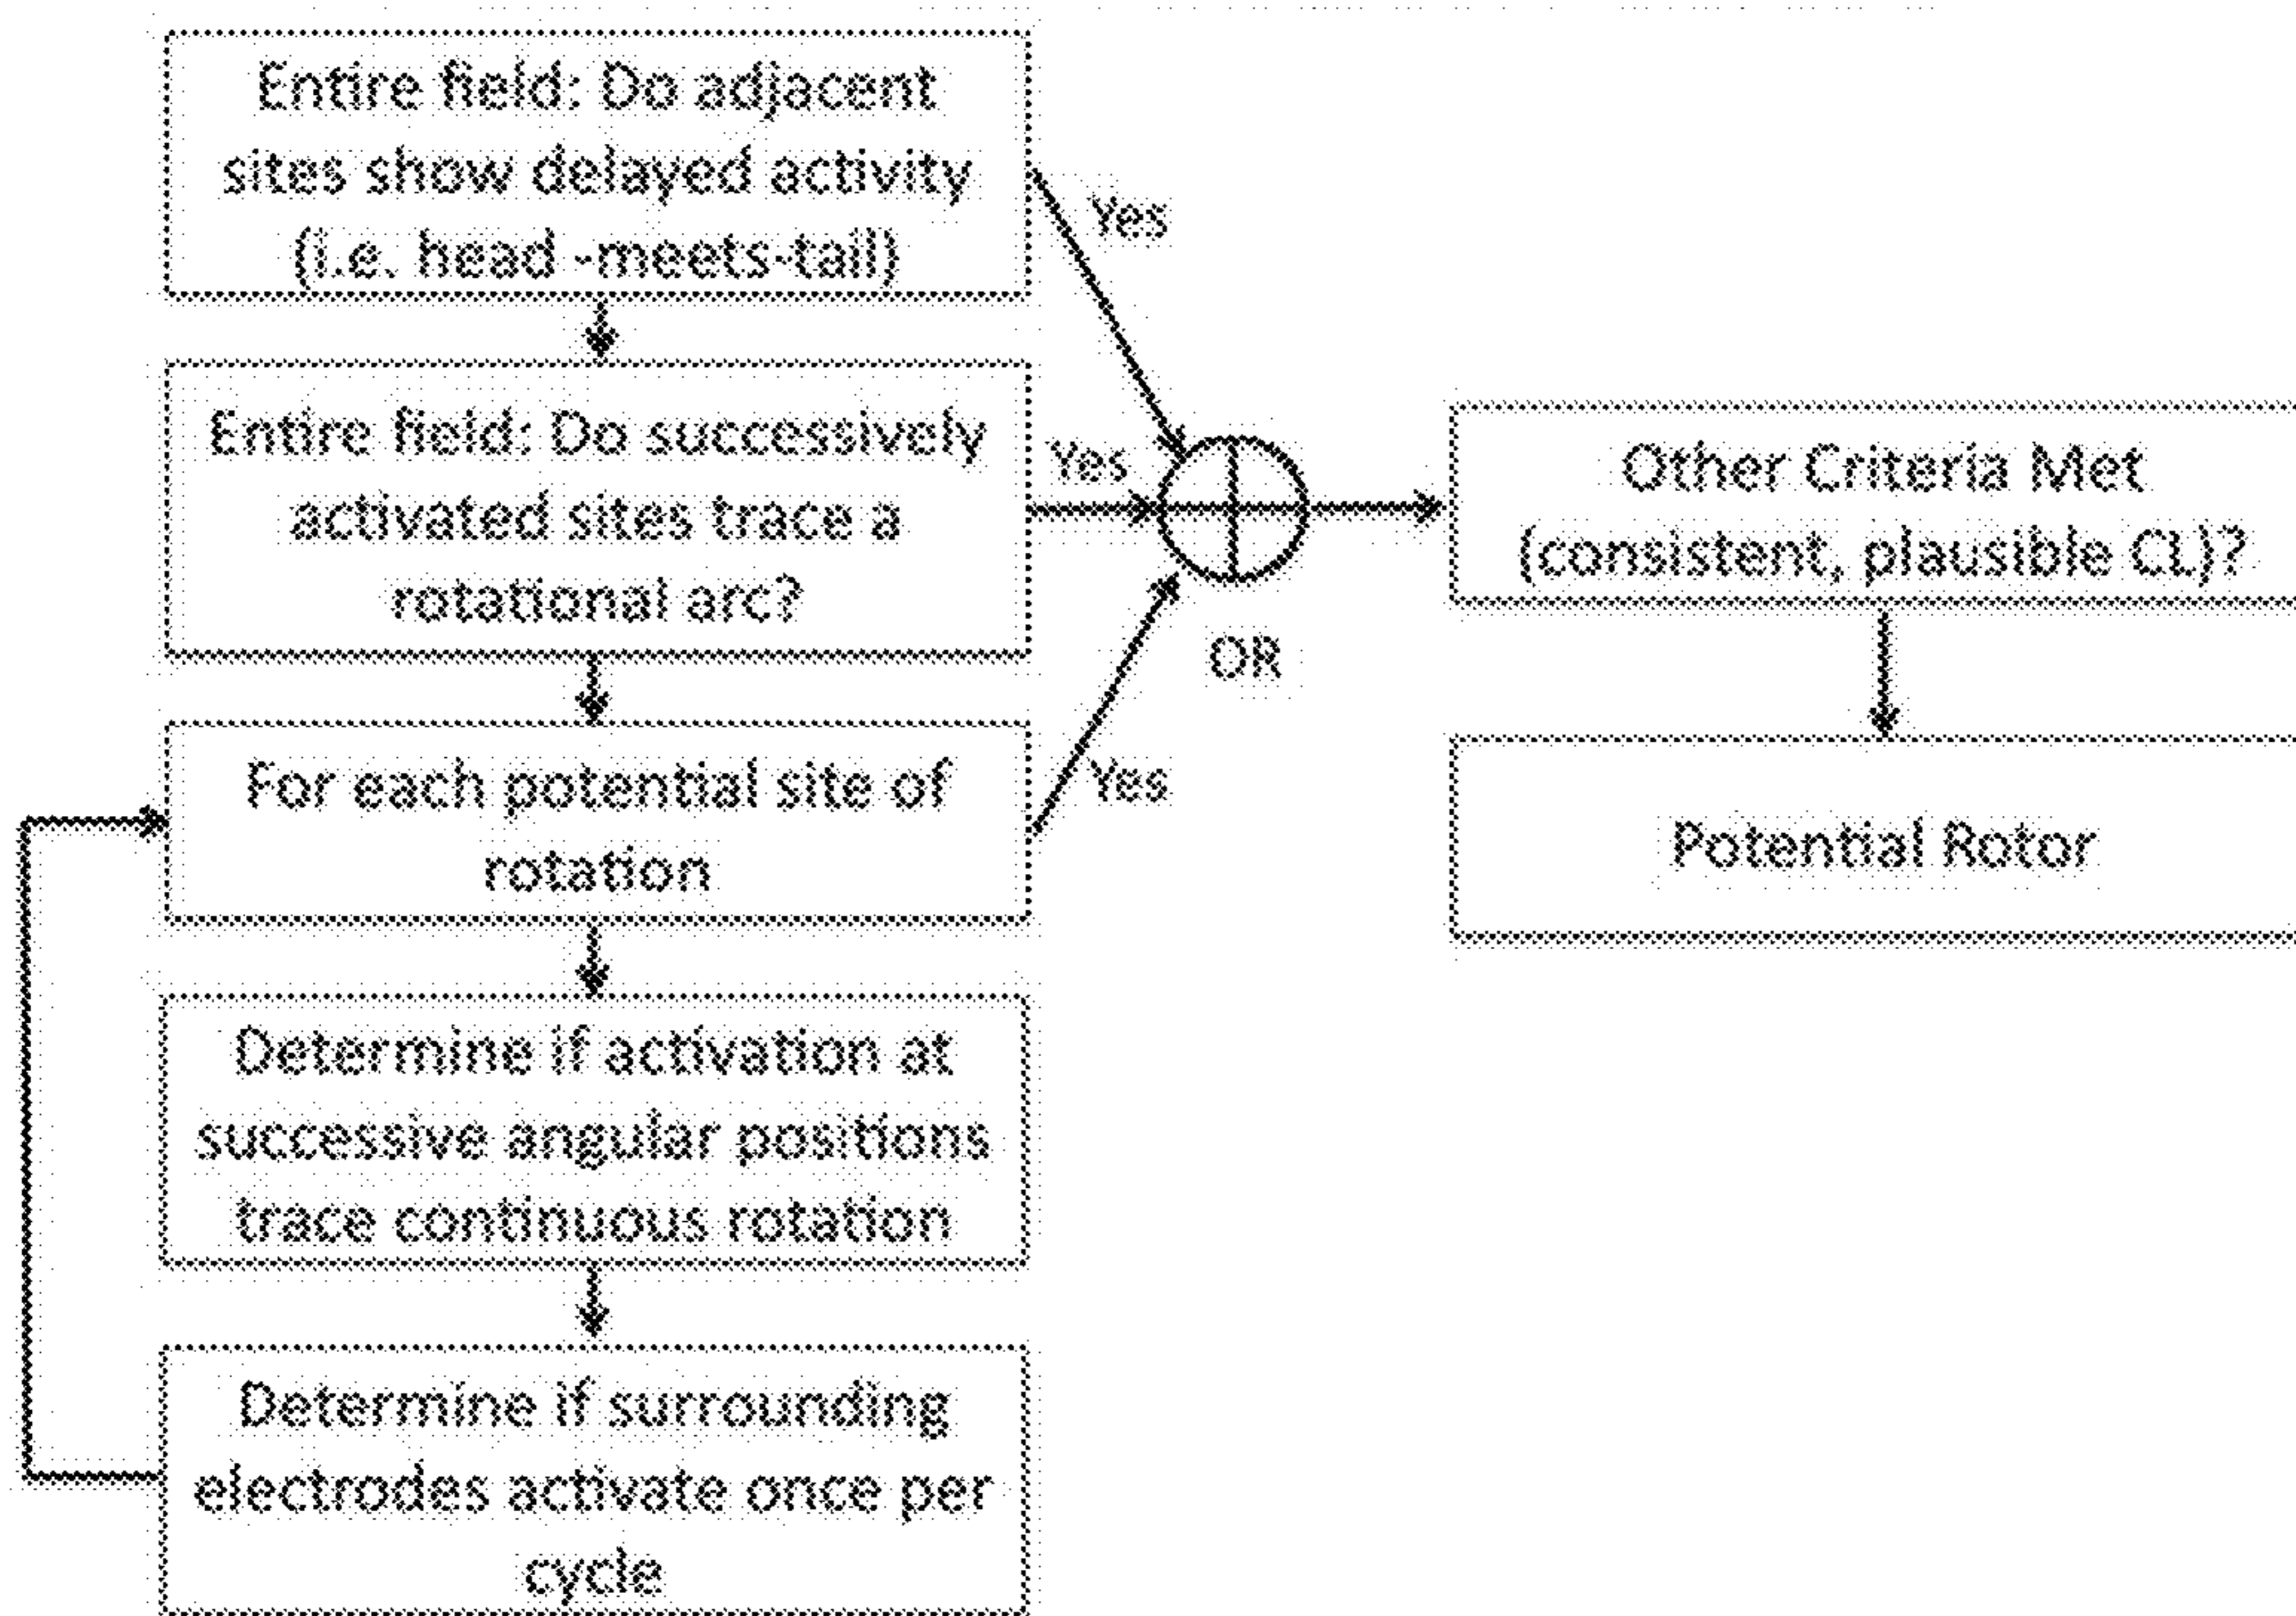 Entire field: Do adjacent
sites show delayed activity
(i.e. head -meets-tail)
Yes
Entire field: Do successively
activated sites trace a
rotational arc?
Yes
OR
Other Criteria Met
(consistent, plausible CL)?
For each potential site of
rotation
Yes
Potential Rotor
Determine if activation at
successive angular positions
trace continuous rotation
Determine if surrounding
electrodes activate once per
cycle